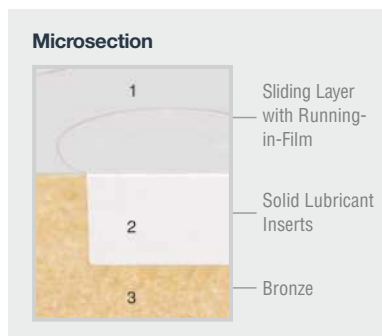 Microsection
1
Sliding Layer
with Running-
in-Film
2
Solid Lubricant
Inserts
3
Bronze